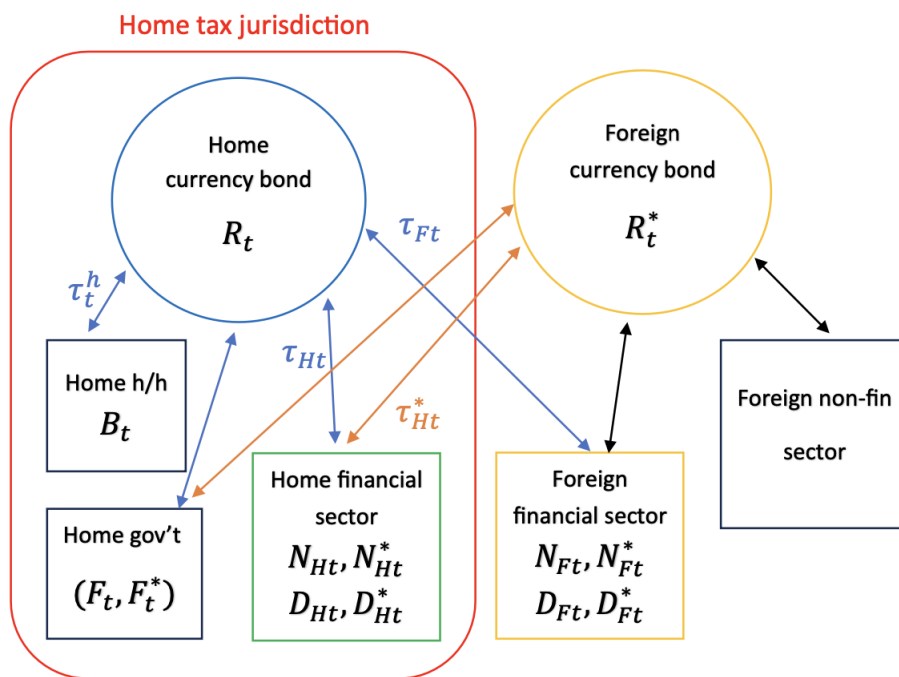 Home tax jurisdiction
Home
currency bond
R_t
Foreign
currency bond
R_t^*
τ_{Ft}
τ_t^h
τ_{Ht}
τ_{Ht}^*
Home h/h
B_t
Foreign non-fin
sector
Home gov't
(F_t, F_t^*)
Home financial
sector
N_{Ht}, N_{Ht}^*
D_{Ht}, D_{Ht}^*
Foreign
financial sector
N_{Ft}, N_{Ft}^*
D_{Ft}, D_{Ft}^*